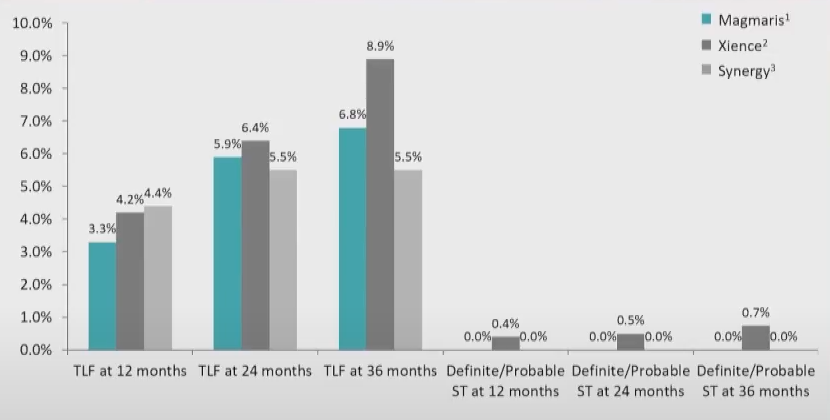 10.0%
9.0%
8.0%
7.0%
6.0%
5.0%
4.0%
3.0%
2.0%
1.0%
0.0%
Magmaris¹
Xience²
Synergy³
3.3%
4.2%
4.4%
5.9%
6.4%
5.5%
6.8%
8.9%
5.5%
0.0%
0.4%
0.0%
0.0%
0.5%
0.0%
0.0%
0.7%
0.0%
TLF at 12 months
TLF at 24 months
TLF at 36 months
Definite/Probable
ST at 12 months
Definite/Probable
ST at 24 months
Definite/Probable
ST at 36 months